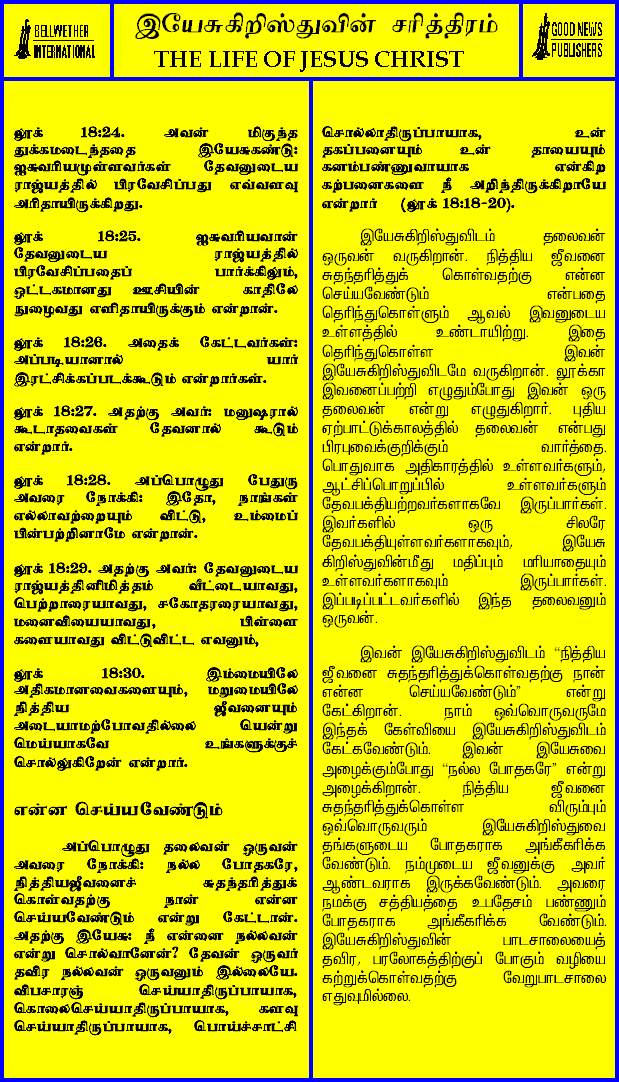 BELLWETHER
INTERNATIONAL
இயேசுகிறிஸ்துவின் சரித்திரம்
THE LIFE OF JESUS CHRIST
GOOD NEWS
PUBLISHERS
லூக் 18:24. அவன் மிகுந்த
துக்கமடைந்ததை இயேசுகண்டு:
ஐசுவரியமுள்ளவர்கள் தேவனுடைய
ராஜ்யத்தில் பிரவேசிப்பது எவ்வளவு
அரிதாயிருக்கிறது.
லூக் 18:25. ஐசுவரியவான்
தேவனுடைய ராஜ்யத்தில்
பிரவேசிப்பதைப் பார்க்கிலும்,
ஒட்டகமானது ஊசியின் காதிலே
நுழைவது எளிதாயிருக்கும் என்றான்.
லூக் 18:26. அதைக் கேட்டவர்கள்:
அப்படியானால் யார்
இரட்சிக்கப்படக்கூடும் என்றார்கள்.
லூக் 18:27. அதற்கு அவர்: மனுஷரால்
கூடாதவைகள் தேவனால் கூடும்
என்றார்.
லூக் 18:28. அப்பொழுது பேதுரு
அவரை நோக்கி: இதோ, நாங்கள்
எல்லாவற்றையும் விட்டு, உம்மைப்
பின்பற்றினாமே என்றான்.
லூக் 18:29. அதற்கு அவர்: தேவனுடைய
ராஜ்யத்தினிமித்தம் வீட்டையாவது,
பெற்றாரையாவது, சகோதரரையாவது,
மனைவியையாவது, பிள்ளை
களையாவது விட்டுவிட்ட எவனும்,
லூக் 18:30. இம்மையிலே
அதிகமானவைகளையும், மறுமையிலே
நித்திய ஜீவனையும்
அடையாமற்போவதில்லை யென்று
மெய்யாகவே உங்களுக்குச்
சொல்லுகிறேன் என்றார்.
என்ன செய்யவேண்டும்
அப்பொழுது தலைவன் ஒருவன்
அவரை நோக்கி: நல்ல போதகரே,
நித்தியஜீவனைச் சுதந்தரித்துக்
கொள்வதற்கு நான் என்ன
செய்யவேண்டும் என்று கேட்டான்.
அதற்கு இயேசு: நீ என்னை நல்லவன்
என்று சொல்வானேன்? தேவன் ஒருவர்
தவிர நல்லவன் ஒருவனும் இல்லையே.
விபசாரஞ் செய்யாதிருப்பாயாக,
கொலைசெய்யாதிருப்பாயாக, களவு
செய்யாதிருப்பாயாக, பொய்ச்சாட்சி
சொல்லாதிருப்பாயாக, உன்
தகப்பனையும் உன் தாயையும்
கனம்பண்ணுவாயாக என்கிற
கற்பனைகளை நீ அறிந்திருக்கிறாயே
என்றார் (லூக் 18:18-20).
இயேசுகிறிஸ்துவிடம் தலைவன்
ஒருவன் வருகிறான். நித்திய ஜீவனை
சுதந்தரித்துக் கொள்வதற்கு என்ன
செய்யவேண்டும் என்பதை
தெரிந்துகொள்ளும் ஆவல் இவனுடைய
உள்ளத்தில் உண்டாயிற்று. இதை
தெரிந்துகொள்ள இவன்
இயேசுகிறிஸ்துவிடமே வருகிறான். லூக்கா
இவனைப்பற்றி எழுதும்போது இவன் ஒரு
தலைவன் என்று எழுதுகிறார். புதிய
ஏற்பாட்டுக்காலத்தில் தலைவன் என்பது
பிரபுவைக்குறிக்கும் வார்த்தை.
பொதுவாக அதிகாரத்தில் உள்ளவர்களும்,
ஆட்சிப்பொறுப்பில் உள்ளவர்களும்
தேவபக்தியற்றவர்களாகவே இருப்பார்கள்.
இவர்களில் ஒரு சிலரே
தேவபக்தியுள்ளவர்களாகவும், இயேசு
கிறிஸ்துவின்மீது மதிப்பும் மரியாதையும்
உள்ளவர்களாகவும் இருப்பார்கள்.
இப்படிப்பட்டவர்களில் இந்த தலைவனும்
ஒருவன்.
இவன் இயேசுகிறிஸ்துவிடம் “நித்திய
ஜீவனை சுதந்தரித்துக்கொள்வதற்கு நான்
என்ன செய்யவேண்டும்” என்று
கேட்கிறான். நாம் ஒவ்வொருவருமே
இந்தக் கேள்வியை இயேசுகிறிஸ்துவிடம்
கேட்கவேண்டும். இவன் இயேசுவை
அழைக்கும்போது “நல்ல போதகரே” என்று
அழைக்கிறான். நித்திய ஜீவனை
சுதந்தரித்துக்கொள்ள விரும்பும்
ஒவ்வொருவரும் இயேசுகிறிஸ்துவை
தங்களுடைய போதகராக அங்கீகரிக்க
வேண்டும். நம்முடைய ஜீவனுக்கு அவர்
ஆண்டவராக இருக்கவேண்டும். அவரை
நமக்கு சத்தியத்தை உபதேசம் பண்ணும்
போதகராக அங்கீகரிக்க வேண்டும்.
இயேசுகிறிஸ்துவின் பாடசாலையைத்
தவிர, பரலோகத்திற்குப் போகும் வழியை
கற்றுக்கொள்வதற்கு வேறுபாடசாலை
எதுவுமில்லை.